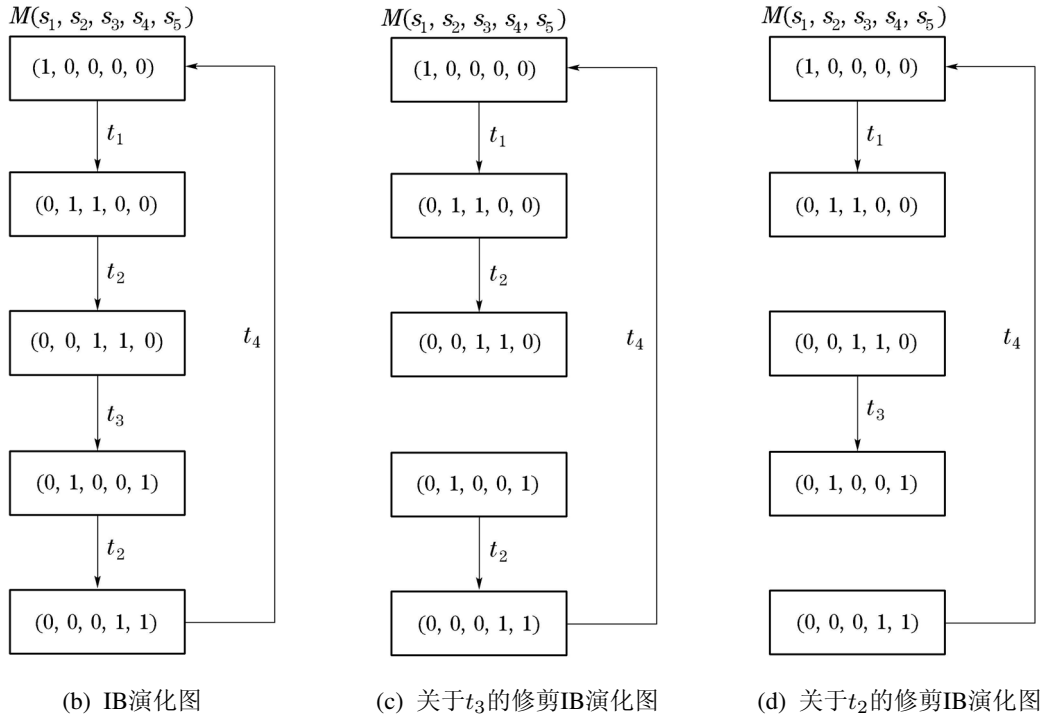 M(s₁, s₂, s₃, s₄, s₅)
(1, 0, 0, 0, 0)
t₁
(0, 1, 1, 0, 0)
t₂
(0, 0, 1, 1, 0)
t₃
(0, 1, 0, 0, 1)
t₂
(0, 0, 0, 1, 1)
t₄
(b) IB演化图
M(s₁, s₂, s₃, s₄, s₅)
(1, 0, 0, 0, 0)
t₁
(0, 1, 1, 0, 0)
t₂
(0, 0, 1, 1, 0)
(0, 1, 0, 0, 1)
t₂
(0, 0, 0, 1, 1)
t₄
(c) 关于t₃的修剪IB演化图
M(s₁, s₂, s₃, s₄, s₅)
(1, 0, 0, 0, 0)
t₁
(0, 1, 1, 0, 0)
(0, 0, 1, 1, 0)
t₃
(0, 1, 0, 0, 1)
(0, 0, 0, 1, 1)
t₄
(d) 关于t₂的修剪IB演化图